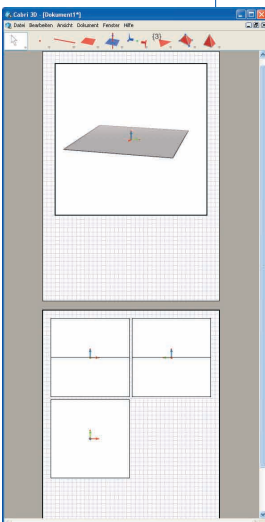 Cabri 3D - [Dokument1*]
Datei Bearbeiten Ansicht Dokument Fenster Hilfe
{3}